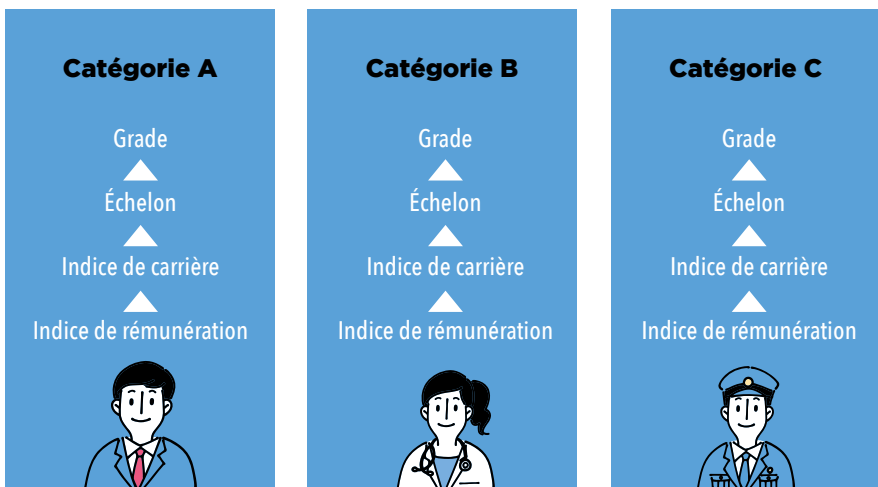 Catégorie A
Grade
Échelon
Indice de carrière
Indice de rémunération
Catégorie B
Grade
Échelon
Indice de carrière
Indice de rémunération
Catégorie C
Grade
Échelon
Indice de carrière
Indice de rémunération